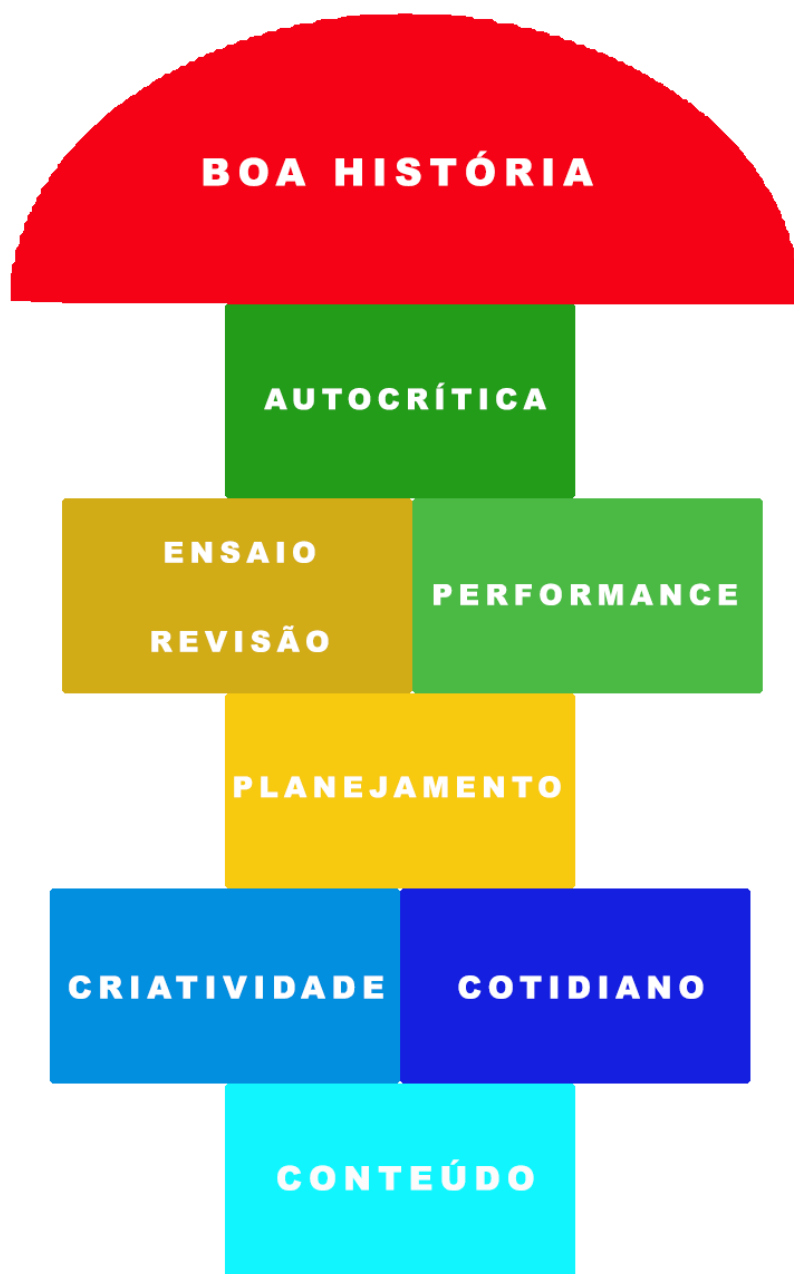 BOA HISTÓRIA
AUTOCRÍTICA
ENSAIO
REVISÃO
PERFORMANCE
PLANEJAMENTO
CRIATIVIDADE
COTIDIANO
CONTEÚDO